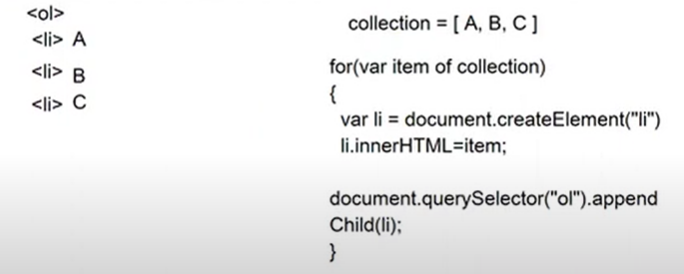 <ol>
<li> A
<li> B
<li> C
collection = [ A, B, C ]
for(var item of collection)
{
var li = document.createElement("li")
li.innerHTML=item;
document.querySelector("ol").append
Child(li);
}